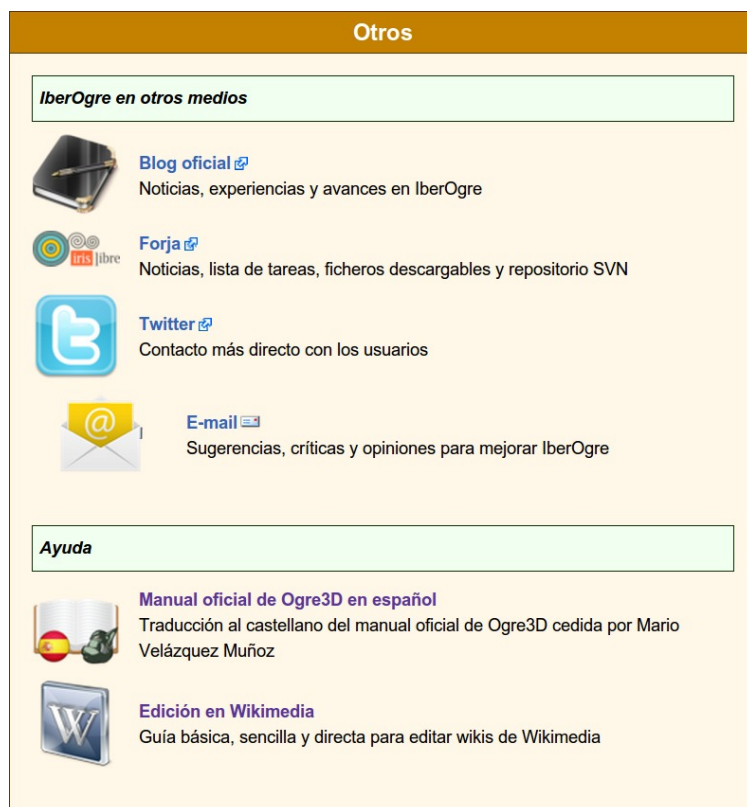 Otros
IberOgre en otros medios
Blog oficial
Noticias, experiencias y avances en IberOgre
iris libre
Forja
Noticias, lista de tareas, ficheros descargables y repositorio SVN
t
Twitter
Contacto más directo con los usuarios
@
E-mail
Sugerencias, críticas y opiniones para mejorar IberOgre
Ayuda
Manual oficial de Ogre3D en español
Traducción al castellano del manual oficial de Ogre3D cedida por Mario
Velázquez Muñoz
W
Edición en Wikimedia
Guía básica, sencilla y directa para editar wikis de Wikimedia